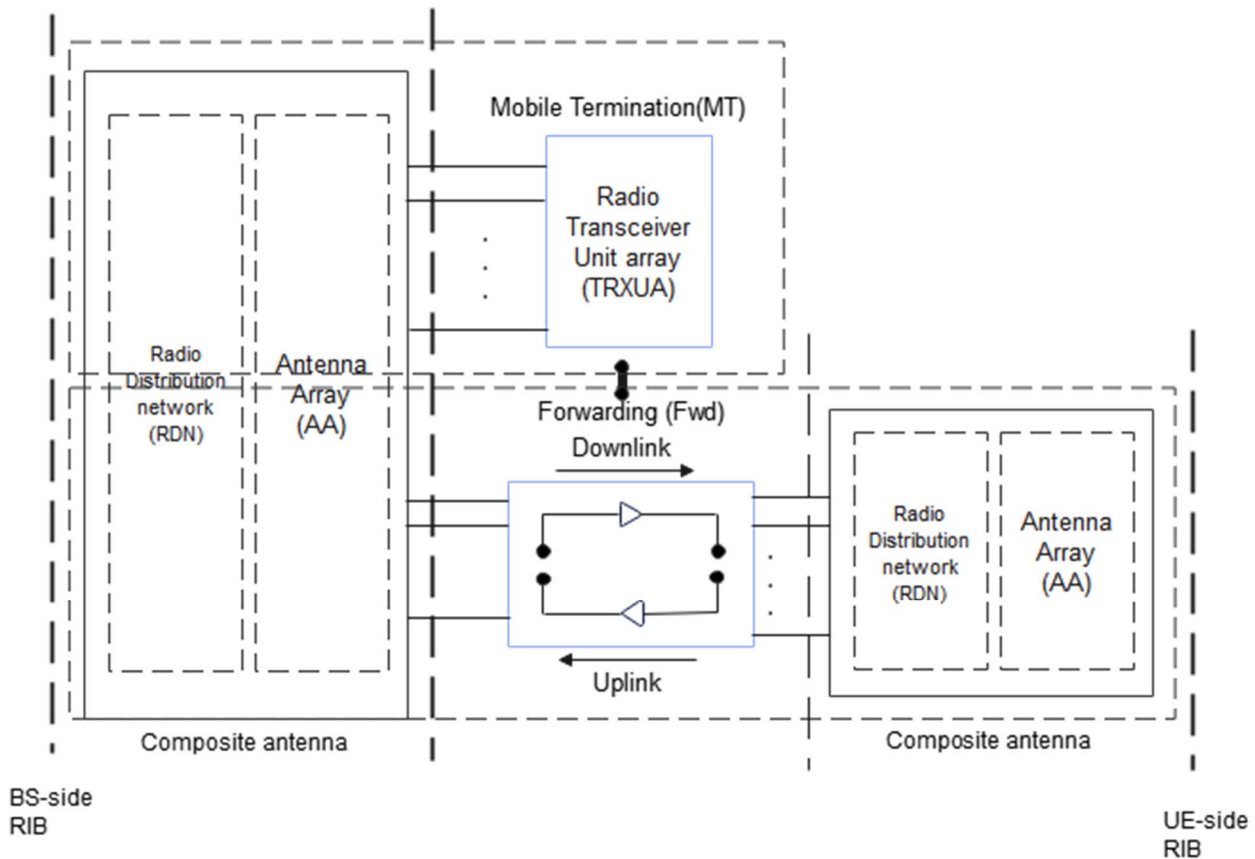 Mobile Termination(MT)
Radio
Transceiver
Unit array
(TRXUA)
Radio
Distribution
network
(RDN)
Antenna
Array
(AA)
Forwarding (Fwd)
Downlink
Uplink
Radio
Distribution
network
(RDN)
Antenna
Array
(AA)
Composite antenna
Composite antenna
BS-side
RIB
UE-side
RIB